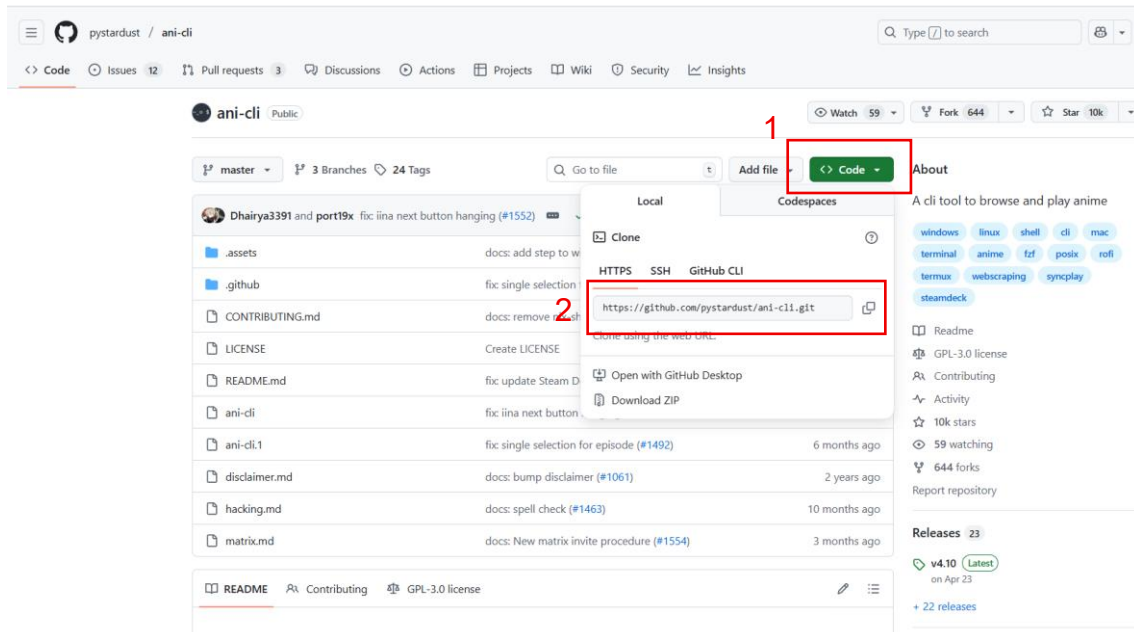 pystardust / ani-cli
Type / to search
Code Issues 12 Pull requests 3 Discussions Actions Projects Wiki Security Insights
ani-cli Public
Watch 59 Fork 644 Star 10k
1
master 3 Branches 24 Tags Go to file t Add file <> Code
Local Codespaces
Clone
HTTPS SSH GitHub CLI
2
https://github.com/pystardust/ani-cli.git
Clone using the web URL.
Open with GitHub Desktop
Download ZIP
Dhairya3391 and port19x fix: iina next button hanging (#1552)
.assets docs: add step to w
.github fix: single selection
CONTRIBUTING.md docs: remove nix-sh
LICENSE Create LICENSE
README.md fix: update Steam D
ani-cli fix: iina next button
ani-cli.1 fix: single selection for episode (#1492) 6 months ago
disclaimer.md docs: bump disclaimer (#1061) 2 years ago
hacking.md docs: spell check (#1463) 10 months ago
matrix.md docs: New matrix invite procedure (#1554) 3 months ago
README Contributing GPL-3.0 license
About
A cli tool to browse and play anime
windows linux shell cli mac
terminal anime fzf posix rofi
termux webscraping syncplay
steamdeck
Readme
GPL-3.0 license
Contributing
Activity
10k stars
59 watching
644 forks
Report repository
Releases 23
v4.10 Latest
on Apr 23
+ 22 releases